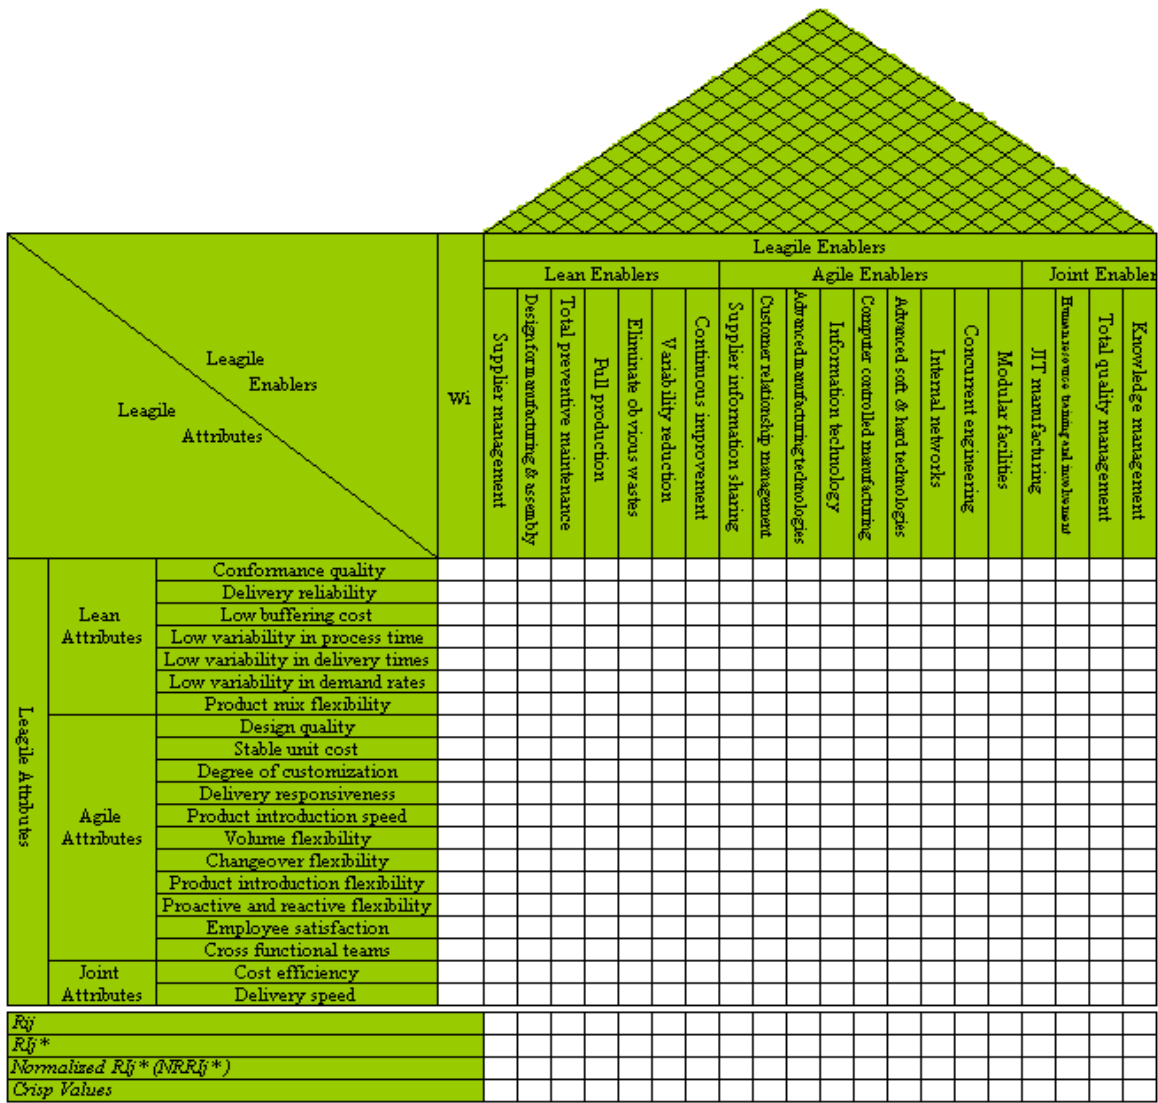 Leagile Enablers
Lean Enablers
Agile Enablers
Joint Enabler
Leagile
Enablers
Leagile
Attributes
Wi
Supplier management
Design for manufacturing & assembly
Total preventive maintenance
Pull production
Eliminate obvious wastes
Variability reduction
Continuous improvement
Supplier information sharing
Customer relationship management
Advanced manufacturing technologies
Information technology
Computer controlled manufacturing
Advanced soft & hard technologies
Internal networks
Concurrent engineering
Modular facilities
JIT manufacturing
Human resource training and involvement
Total quality management
Knowledge management
Leagile Attributes
Lean
Attributes
Conformance quality
Delivery reliability
Low buffering cost
Low variability in process time
Low variability in delivery times
Low variability in demand rates
Product mix flexibility
Agile
Attributes
Design quality
Stable unit cost
Degree of customization
Delivery responsiveness
Product introduction speed
Volume flexibility
Changeover flexibility
Product introduction flexibility
Proactive and reactive flexibility
Employee satisfaction
Cross functional teams
Joint
Attributes
Cost efficiency
Delivery speed
Rij
RIj*
Normalized RIj* (NRRIj*)
Crisp Values